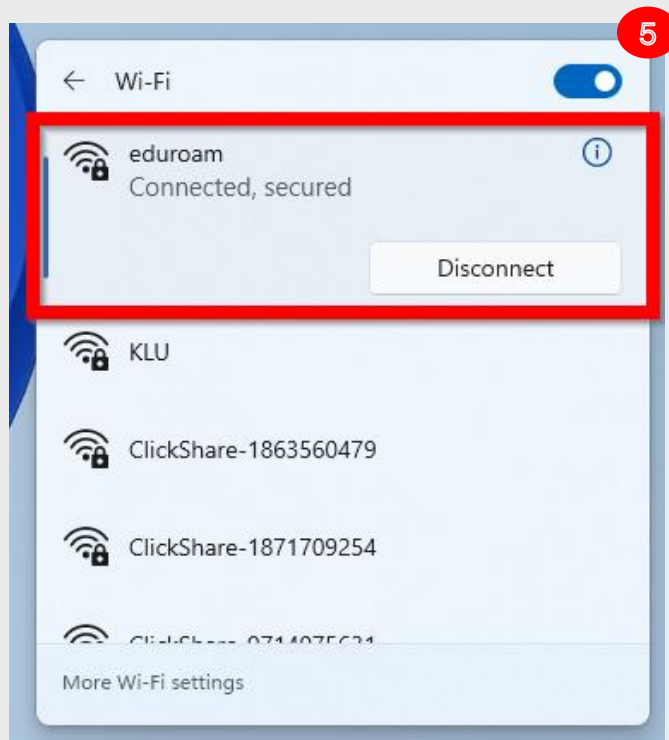 5
Wi-Fi
eduroam
Connected, secured
Disconnect
KLU
ClickShare-1863560479
ClickShare-1871709254
More Wi-Fi settings